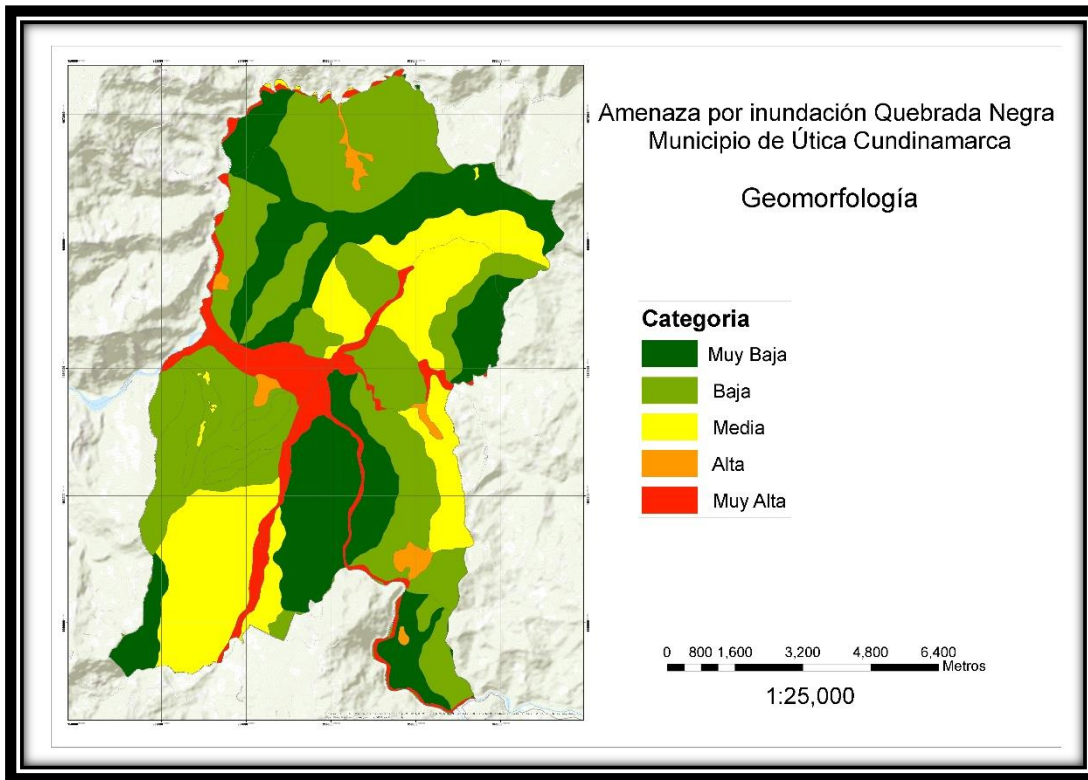 Amenaza por inundación Quebrada Negra
Municipio de Útica Cundinamarca
Geomorfología
Categoria
Muy Baja
Baja
Media
Alta
Muy Alta
0 800 1,600 3,200 4,800 6,400
Metros
1:25,000